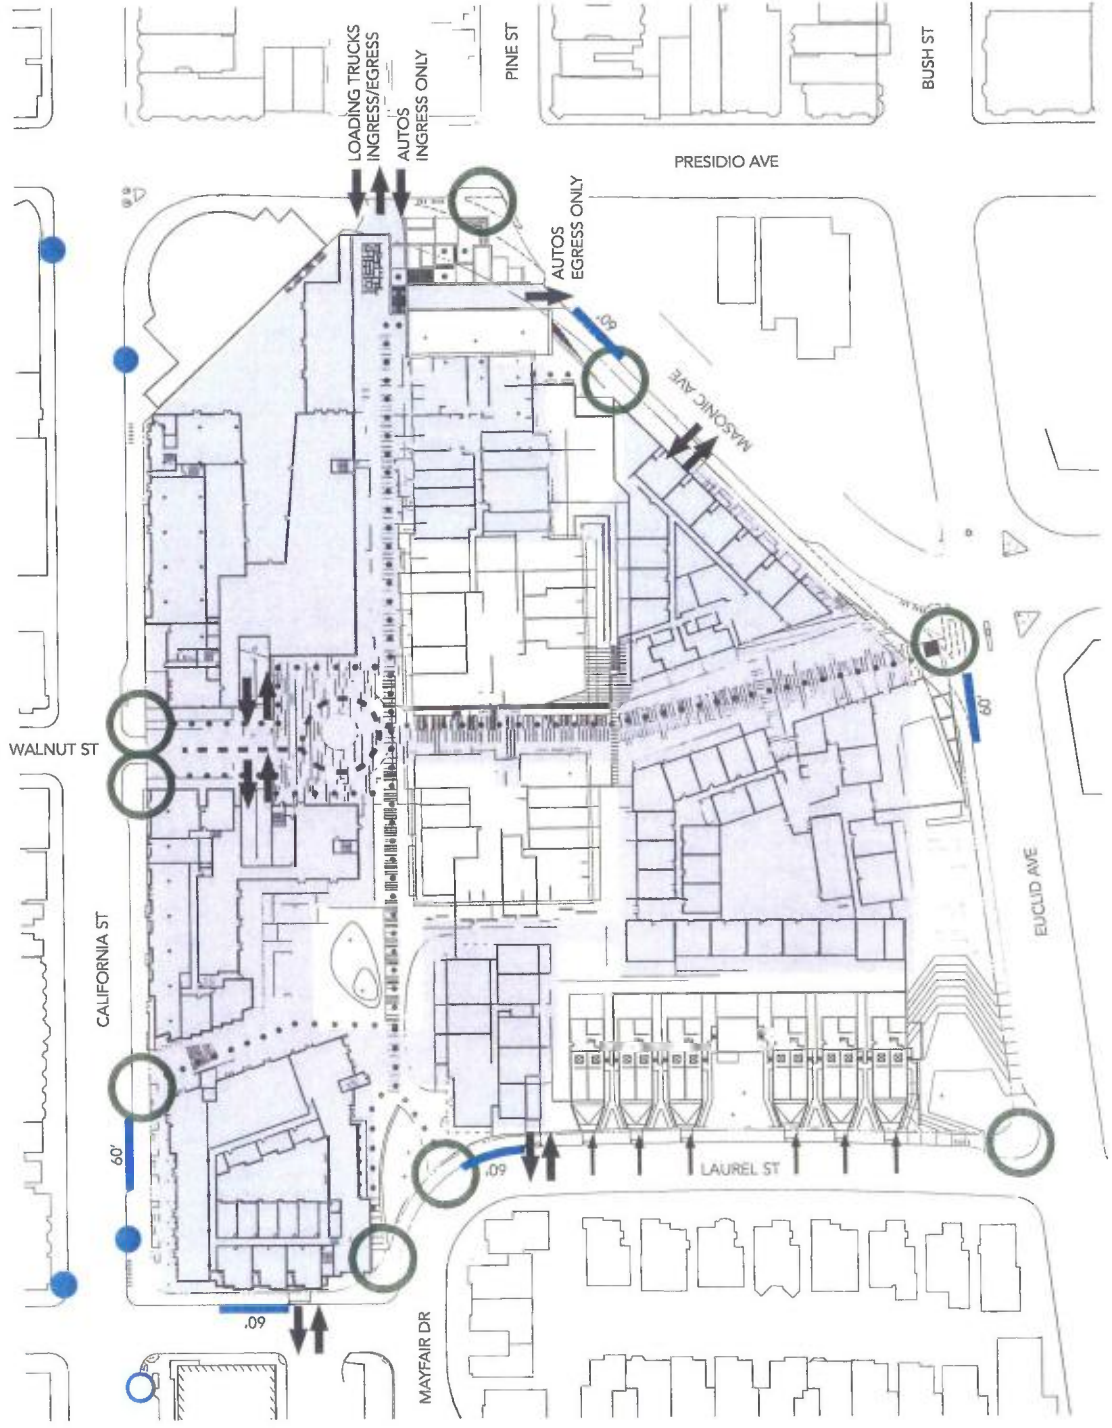 LOADING TRUCKS
INGRESS/EGRESS
AUTOS
INGRESS ONLY
PINE ST
BUSH ST
PRESIDIO AVE
AUTOS
EGRESS ONLY
60'
MASONIC AVE
60'
WALNUT ST
EUCLID AVE
CALIFORNIA ST
60'
60'
LAUREL ST
60'
MAYFAIR DR